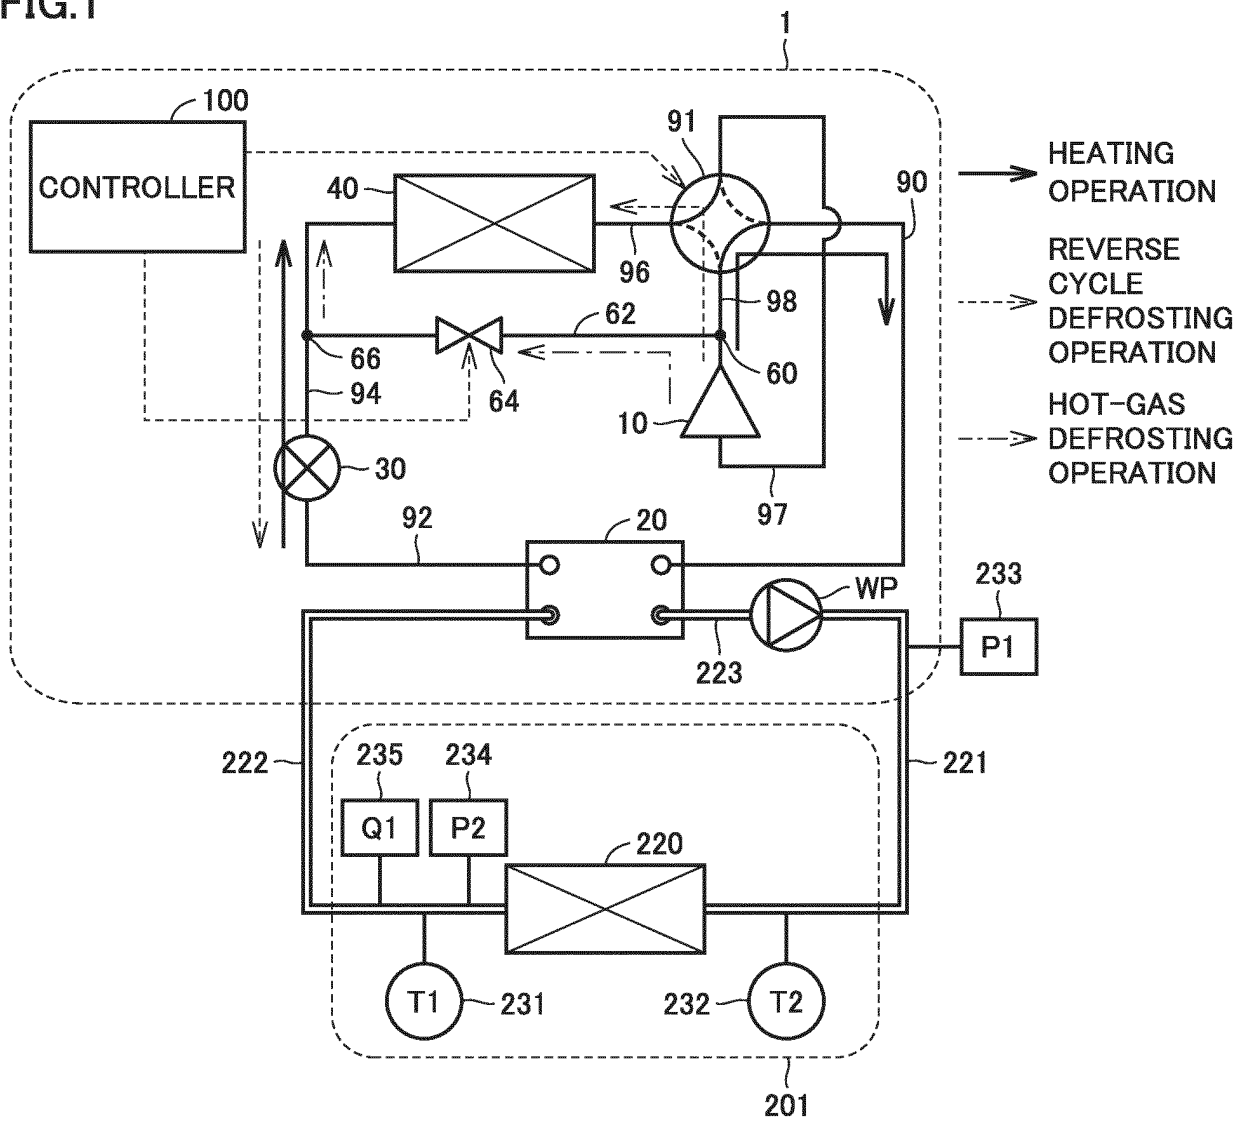 FIG.1
1
100
CONTROLLER
91
40
90
HEATING
OPERATION
96
98
REVERSE
CYCLE
DEFROSTING
OPERATION
62
66
64
60
94
10
HOT-GAS
DEFROSTING
OPERATION
30
97
92
20
WP
233
P1
223
222
221
235
234
Q1
P2
220
T1
231
232
T2
201